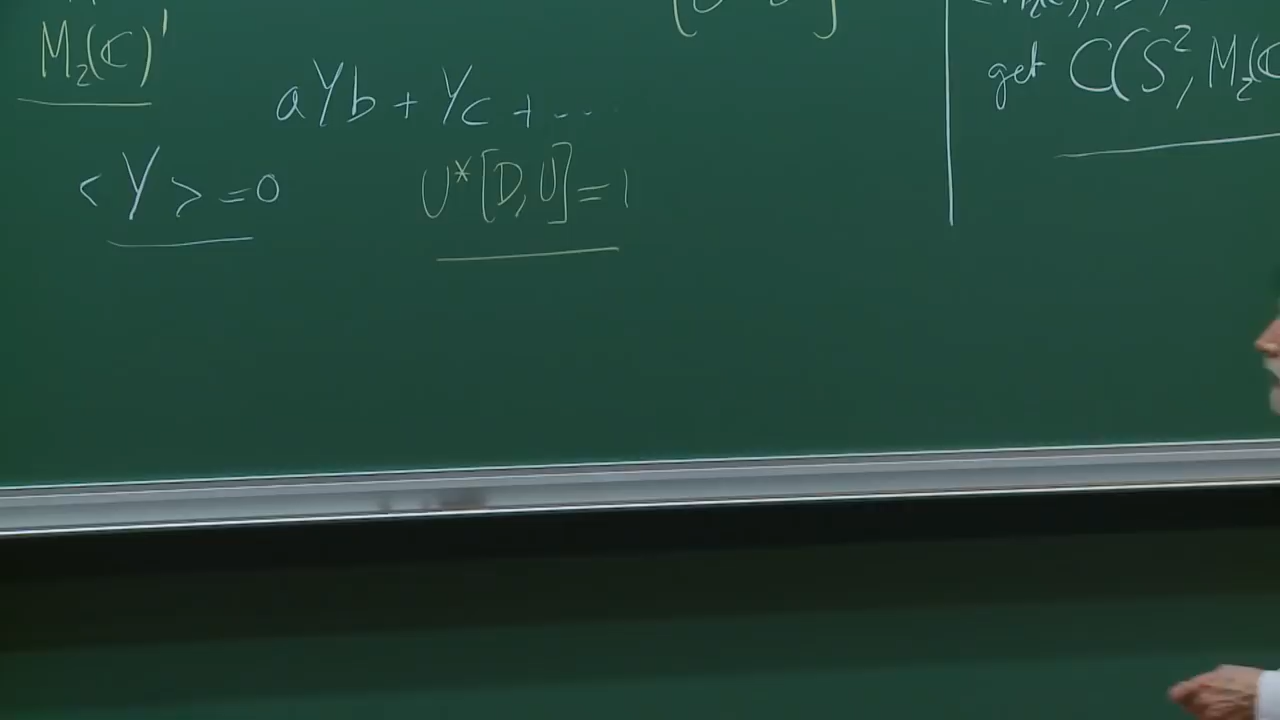 M₂(ℂ)'
aYb + Yc + ...
<Y> = 0
U*[D,U] = 1
get C(S², M₂(ℂ